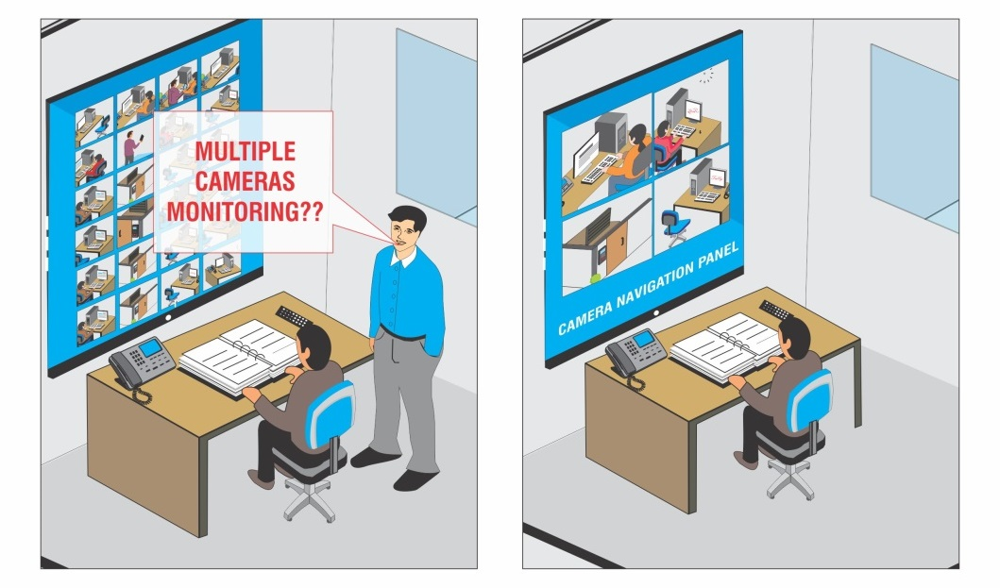 MULTIPLE
CAMERAS
MONITORING??
CAMERA NAVIGATION PANEL